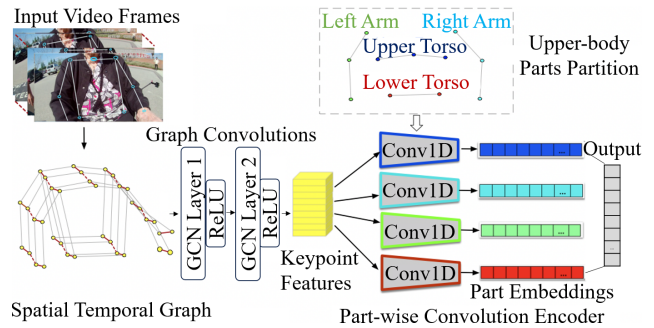 Input Video Frames
Left Arm
Right Arm
Upper Torso
Lower Torso
Upper-body
Parts Partition
Graph Convolutions
GCN Layer 1
ReLU
GCN Layer 2
ReLU
Keypoint
Features
Conv1D
Conv1D
Conv1D
Conv1D
...
...
...
...
Output
...
Spatial Temporal Graph
Part Embeddings
Part-wise Convolution Encoder